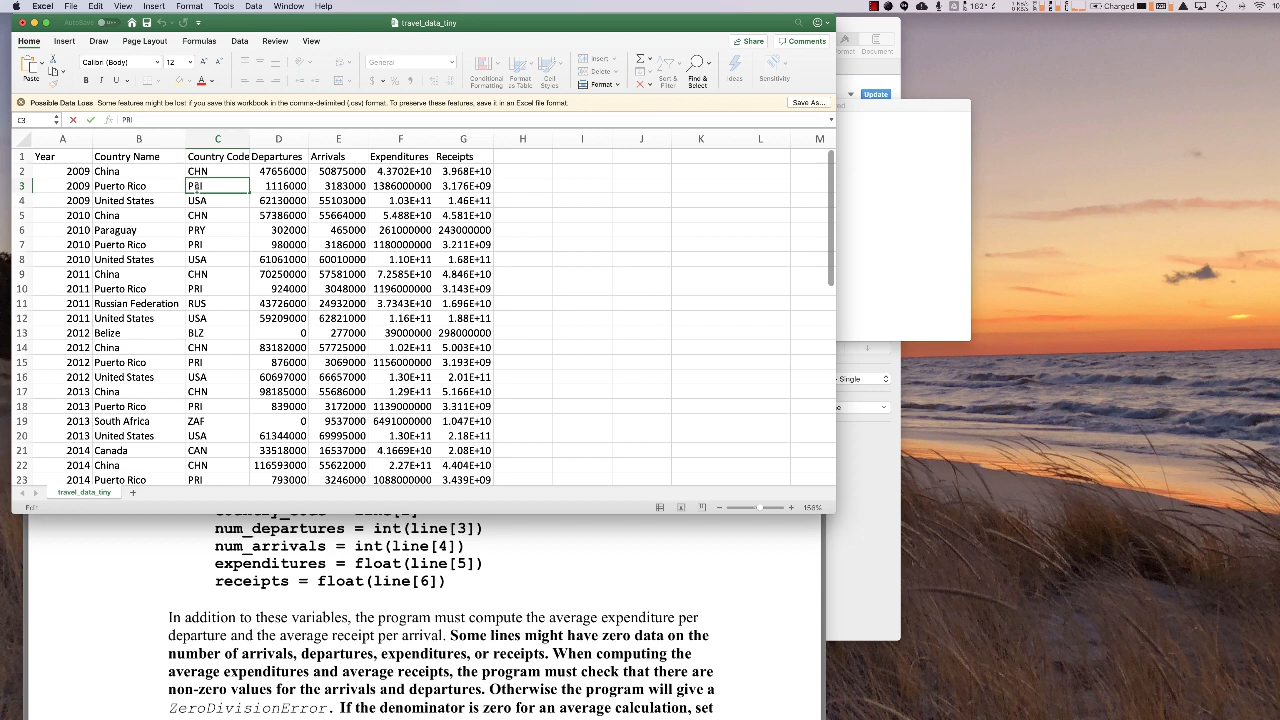 Excel File Edit View Insert Format Tools Data Window Help 162° Charged
AutoSave OFF travel_data_tiny
Home Insert Draw Page Layout Formulas Data Review View Share Comments
Paste Calibri (Body) B I U A General $ % Conditional Formatting Format as Table Cell Styles Insert Delete Format Sort & Filter Find & Select Ideas Sensitivity
Document
Update
Possible Data Loss Some features might be lost if you save this workbook in the comma-delimited (.csv) format. To preserve these features, save it in an Excel file format. Save As...
C3 fx PRI
A B C D E F G H I J K L M
1 Year Country Name Country Code Departures Arrivals Expenditures Receipts
2 2009 China CHN 47656000 50875000 4.3702E+10 3.968E+10
3 2009 Puerto Rico PRI 1116000 3183000 1386000000 3.176E+09
4 2009 United States USA 62130000 55103000 1.03E+11 1.46E+11
5 2010 China CHN 57386000 55664000 5.488E+10 4.581E+10
6 2010 Paraguay PRY 302000 465000 261000000 243000000
7 2010 Puerto Rico PRI 980000 3186000 1180000000 3.211E+09
8 2010 United States USA 61061000 60010000 1.10E+11 1.68E+11
9 2011 China CHN 70250000 57581000 7.2585E+10 4.846E+10
10 2011 Puerto Rico PRI 924000 3048000 1196000000 3.143E+09
11 2011 Russian Federation RUS 43726000 24932000 3.7343E+10 1.696E+10
12 2011 United States USA 59209000 62821000 1.16E+11 1.88E+11
13 2012 Belize BLZ 0 277000 39000000 298000000
14 2012 China CHN 83182000 57725000 1.02E+11 5.003E+10
15 2012 Puerto Rico PRI 876000 3069000 1156000000 3.193E+09
16 2012 United States USA 60697000 66657000 1.30E+11 2.01E+11
17 2013 China CHN 98185000 55686000 1.29E+11 5.166E+10
18 2013 Puerto Rico PRI 839000 3172000 1139000000 3.311E+09
19 2013 South Africa ZAF 0 9537000 6491000000 1.047E+10
20 2013 United States USA 61344000 69995000 1.30E+11 2.18E+11
21 2014 Canada CAN 33518000 16537000 4.1669E+10 2.08E+10
22 2014 China CHN 116593000 55622000 2.27E+11 4.404E+10
23 2014 Puerto Rico PRI 793000 3246000 1088000000 3.439E+09
Single
travel_data_tiny
Edit 156%
num_departures = int(line[3])
num_arrivals = int(line[4])
expenditures = float(line[5])
receipts = float(line[6])
In addition to these variables, the program must compute the average expenditure per
departure and the average receipt per arrival. Some lines might have zero data on the
number of arrivals, departures, expenditures, or receipts. When computing the
average expenditures and average receipts, the program must check that there are
non-zero values for the arrivals and departures. Otherwise the program will give a
ZeroDivisionError. If the denominator is zero for an average calculation, set